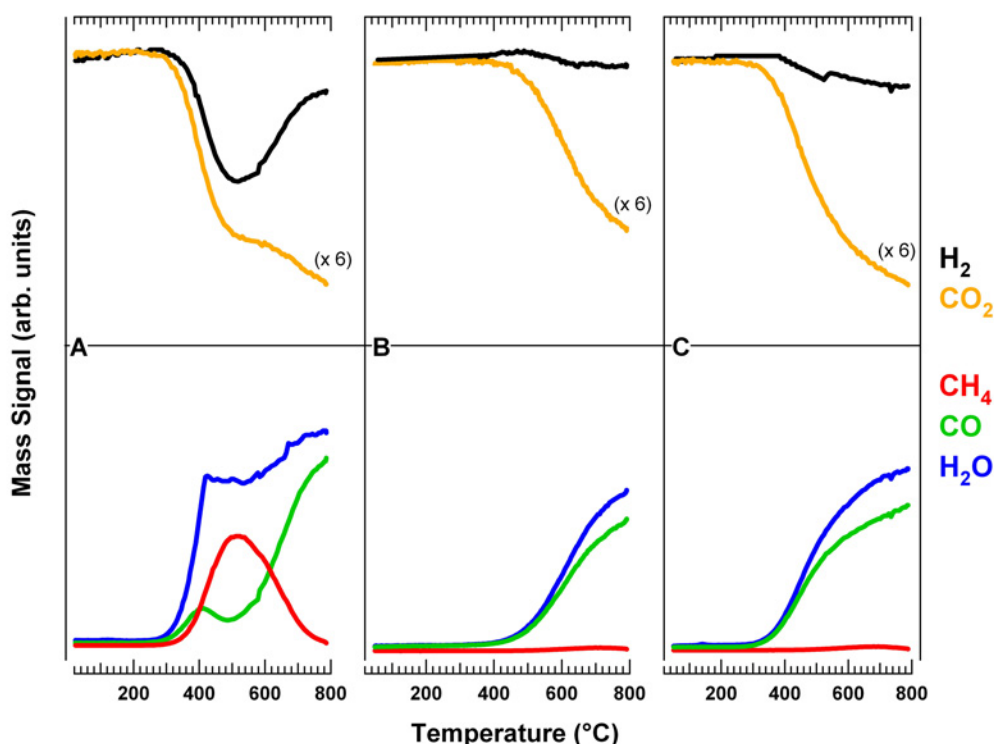 Mass Signal (arb. units)
(x 6)
(x 6)
(x 6)
H₂
CO₂
A
B
C
CH₄
CO
H₂O
200 400 600 800
200 400 600 800
200 400 600 800
Temperature (°C)